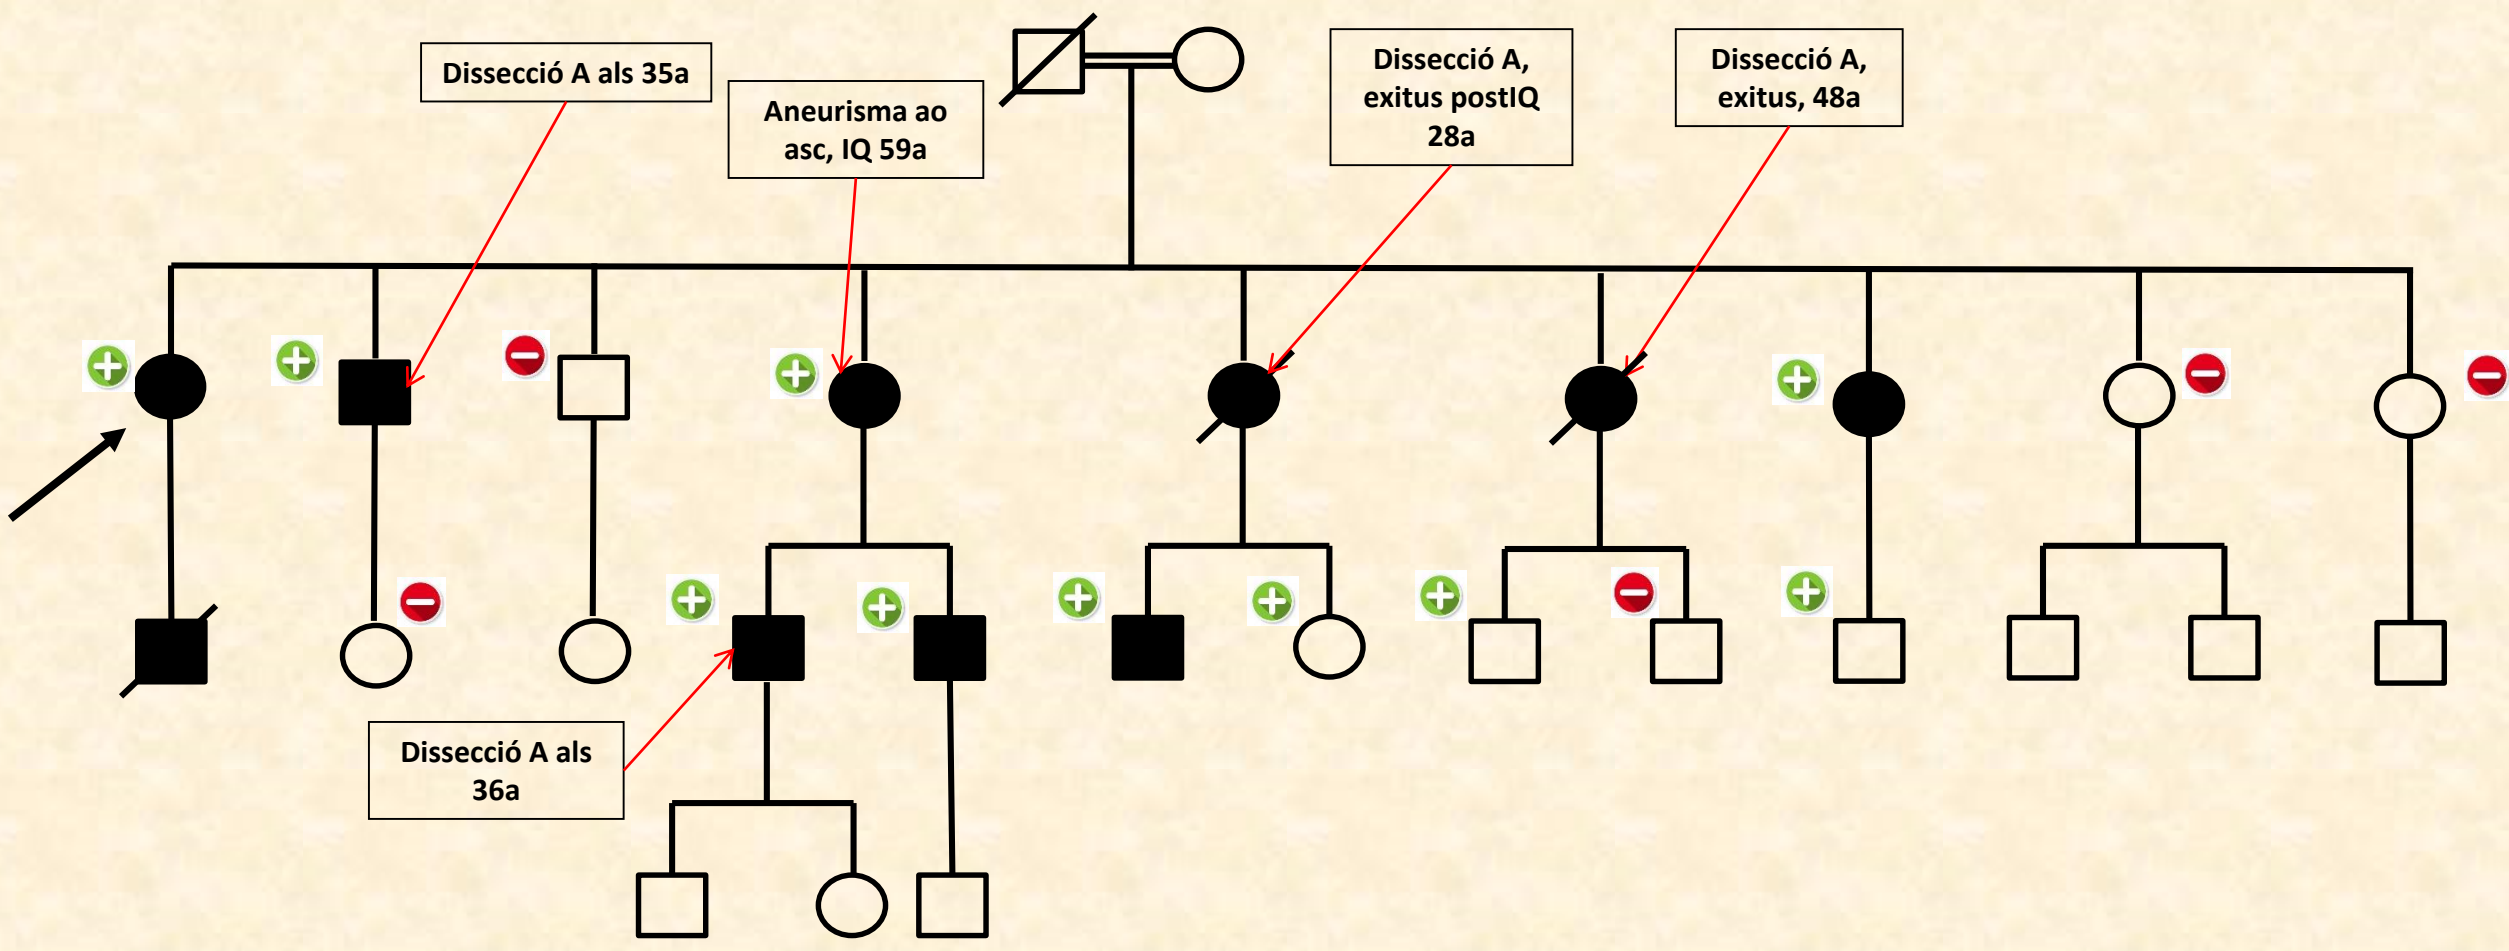 Dissecció A als 35a
Aneurisma ao
asc, IQ 59a
Dissecció A,
exitus postIQ
28a
Dissecció A,
exitus, 48a
Dissecció A als
36a